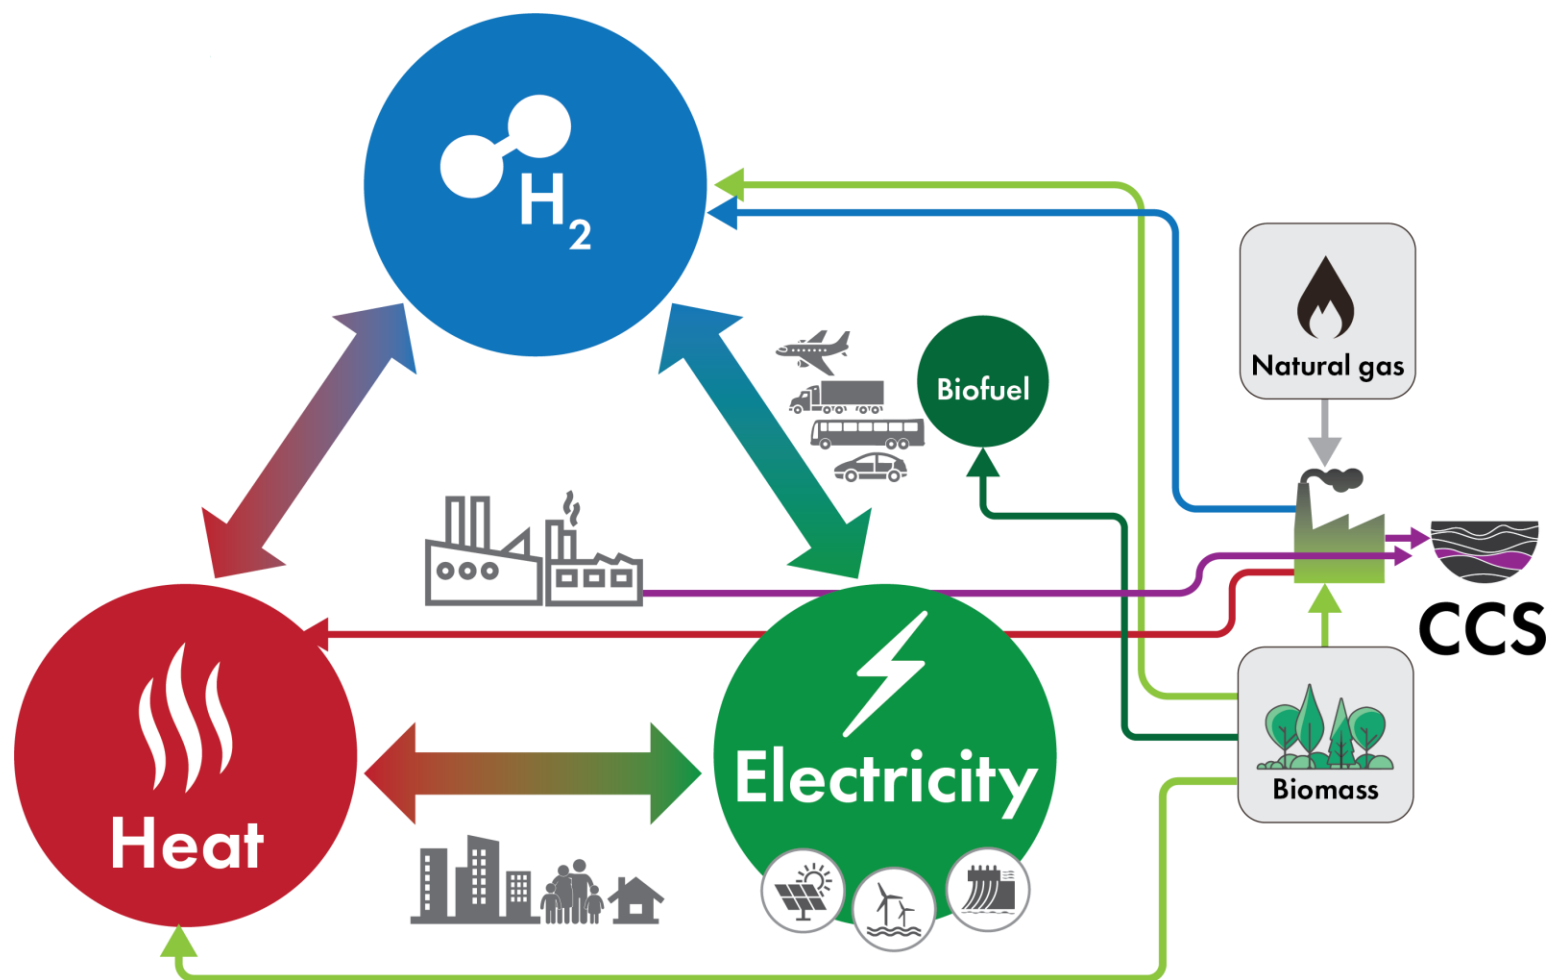 H₂
Natural gas
Biofuel
CCS
Electricity
Biomass
Heat